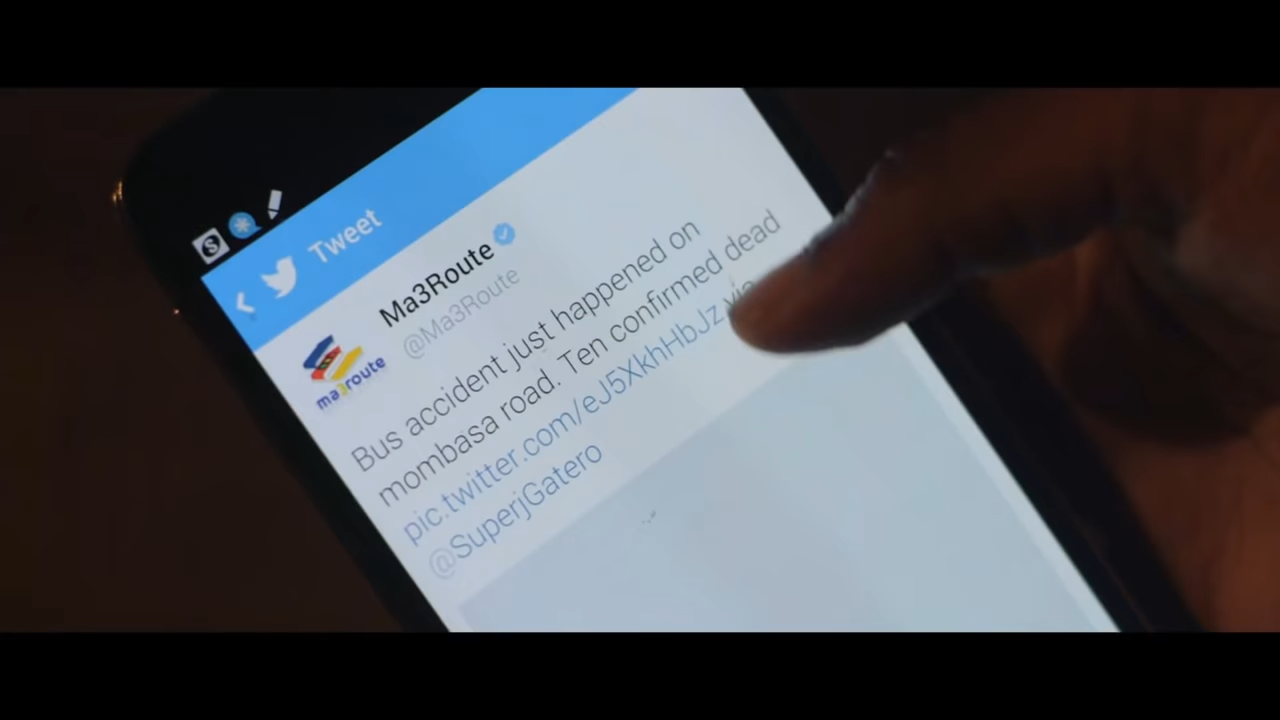 Tweet
Ma3Route
@Ma3Route
ma3route
Bus accident just happened on
mombasa road. Ten confirmed dead
pic.twitter.com/eJ5XkhHbJz
@SuperjGatero